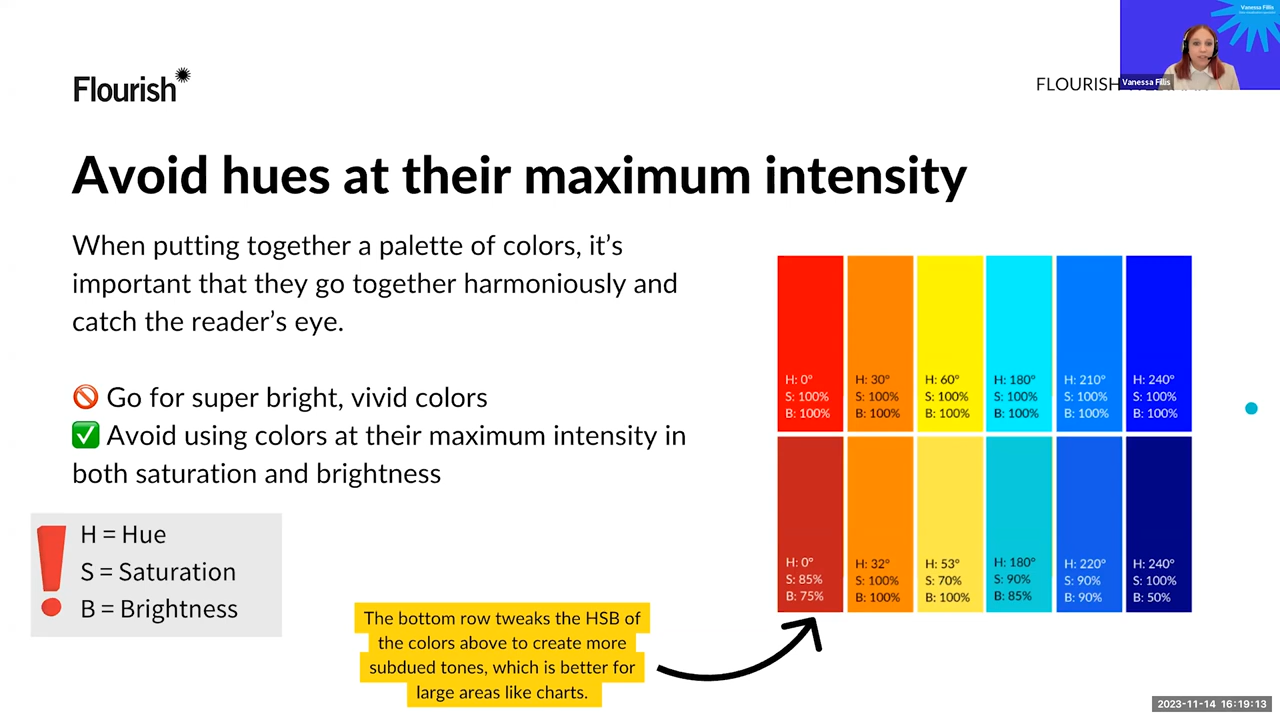 Vanessa Fillis
Flourish
FLOURISH
Vanessa Fillis
Avoid hues at their maximum intensity
When putting together a palette of colors, it’s
important that they go together harmoniously and
catch the reader’s eye.
🚫 Go for super bright, vivid colors
✅ Avoid using colors at their maximum intensity in
both saturation and brightness
H = Hue
S = Saturation
B = Brightness
The bottom row tweaks the HSB of
the colors above to create more
subdued tones, which is better for
large areas like charts.
H: 0°
S: 100%
B: 100%
H: 30°
S: 100%
B: 100%
H: 60°
S: 100%
B: 100%
H: 180°
S: 100%
B: 100%
H: 210°
S: 100%
B: 100%
H: 240°
S: 100%
B: 100%
H: 0°
S: 85%
B: 75%
H: 32°
S: 100%
B: 100%
H: 53°
S: 70%
B: 100%
H: 180°
S: 90%
B: 85%
H: 220°
S: 90%
B: 90%
H: 240°
S: 100%
B: 50%
2023-11-14 16:19:13